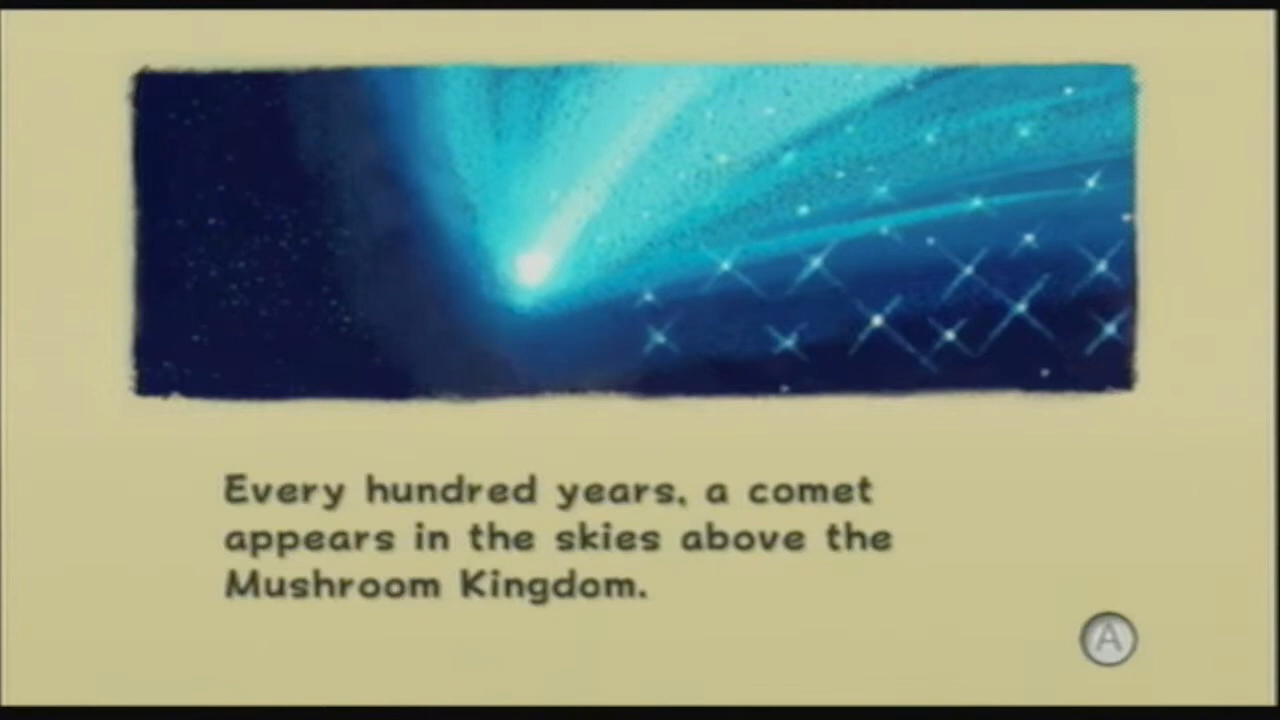 Every hundred years, a comet
appears in the skies above the
Mushroom Kingdom.
A